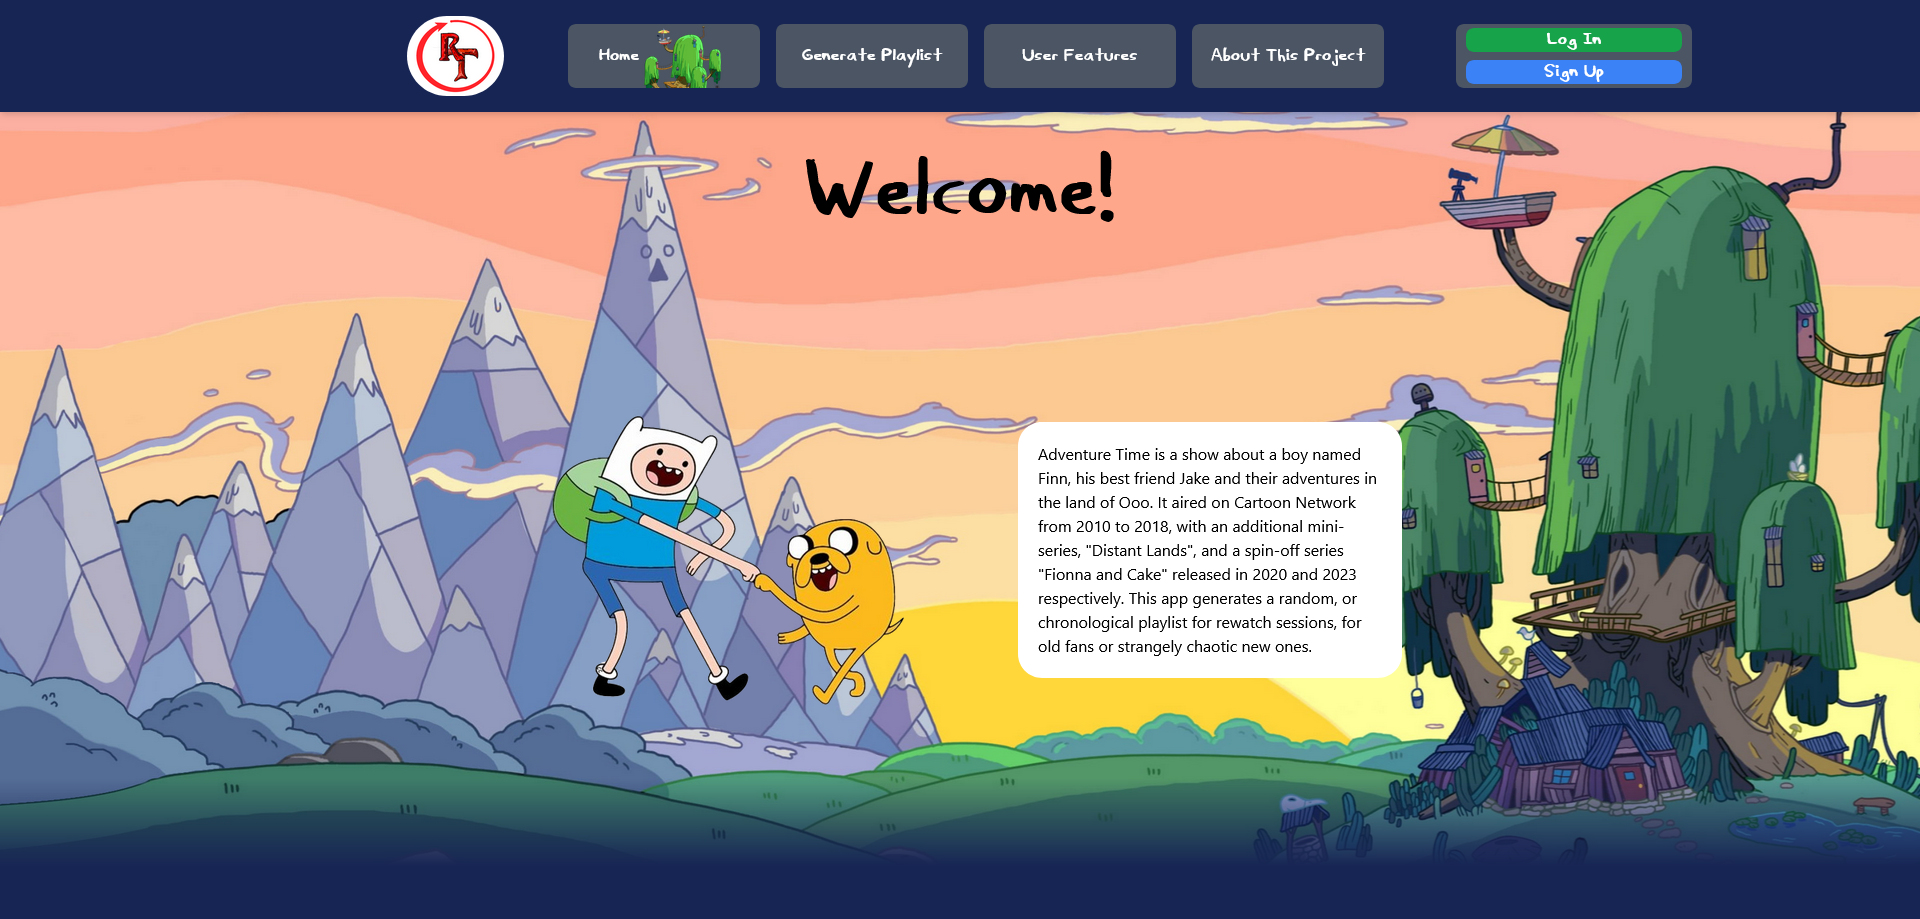 RT
Home
Generate Playlist
User Features
About This Project
Log In
Sign Up
Welcome!
Adventure Time is a show about a boy named
Finn, his best friend Jake and their adventures in
the land of Ooo. It aired on Cartoon Network
from 2010 to 2018, with an additional mini-
series, "Distant Lands", and a spin-off series
"Fionna and Cake" released in 2020 and 2023
respectively. This app generates a random, or
chronological playlist for rewatch sessions, for
old fans or strangely chaotic new ones.